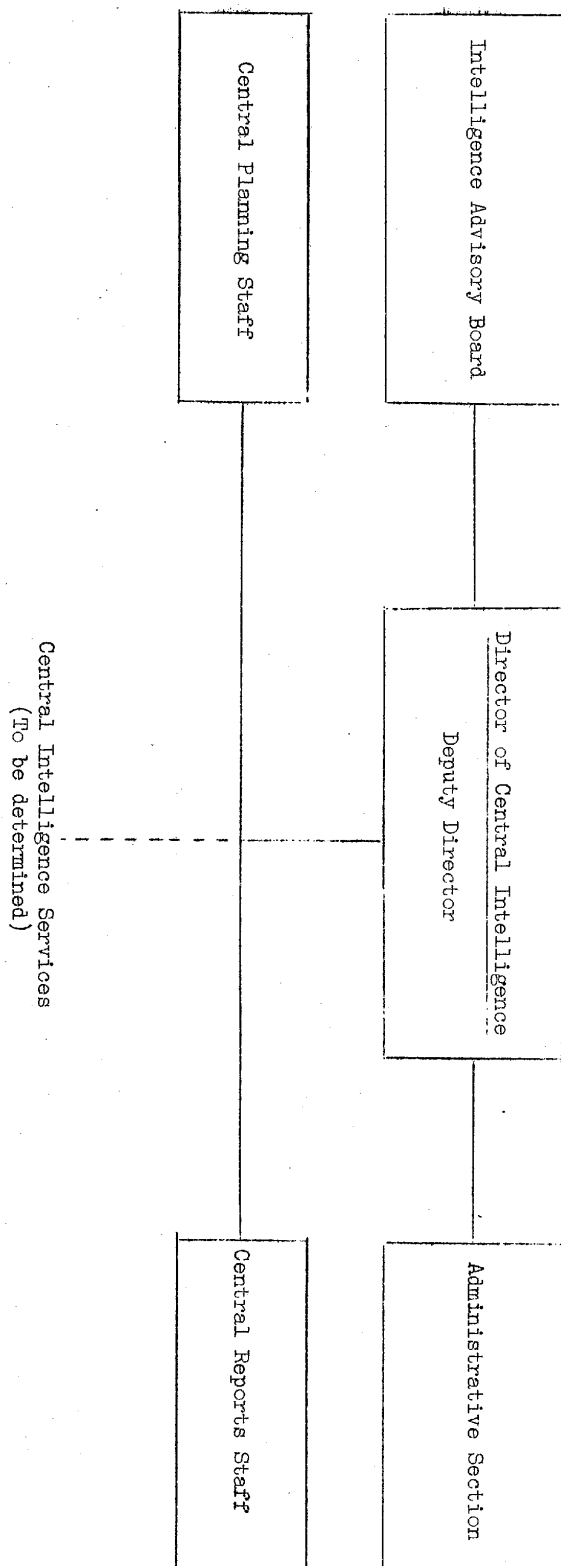 Intelligence Advisory Board
Director of Central Intelligence
Deputy Director
Administrative Section
Central Planning Staff
Central Reports Staff
Central Intelligence Services
(To be determined)